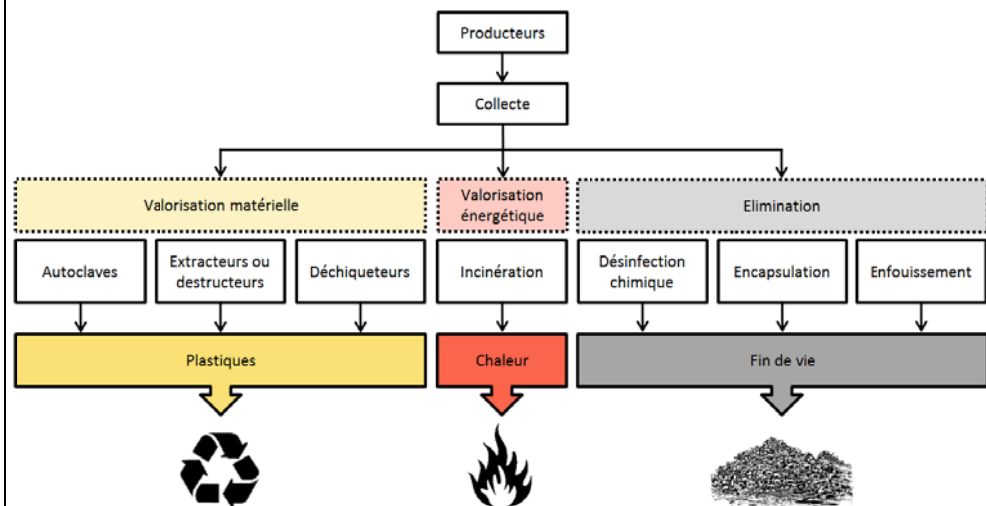 Producteurs
Collecte
Valorisation matérielle
Valorisation
énergétique
Elimination
Autoclaves
Extracteurs ou
destructeurs
Déchiqueteurs
Incinération
Désinfection
chimique
Encapsulation
Enfouissement
Plastiques
Chaleur
Fin de vie